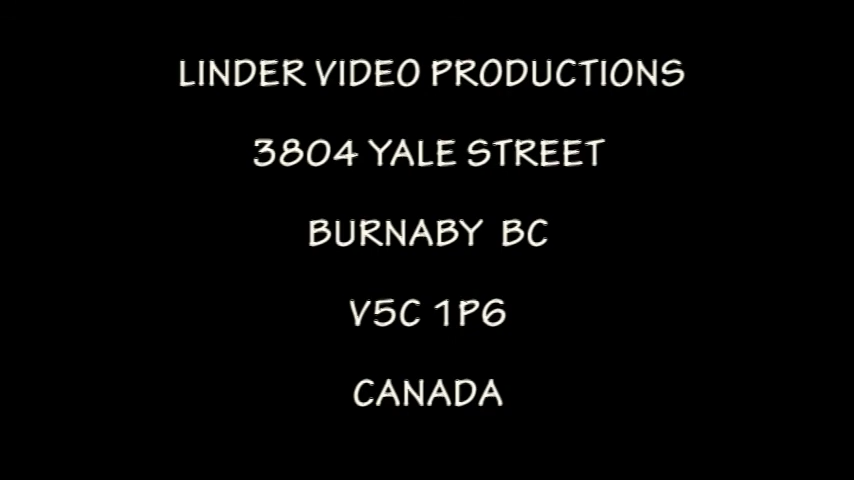 LINDER VIDEO PRODUCTIONS
3804 YALE STREET
BURNABY BC
V5C 1P6
CANADA